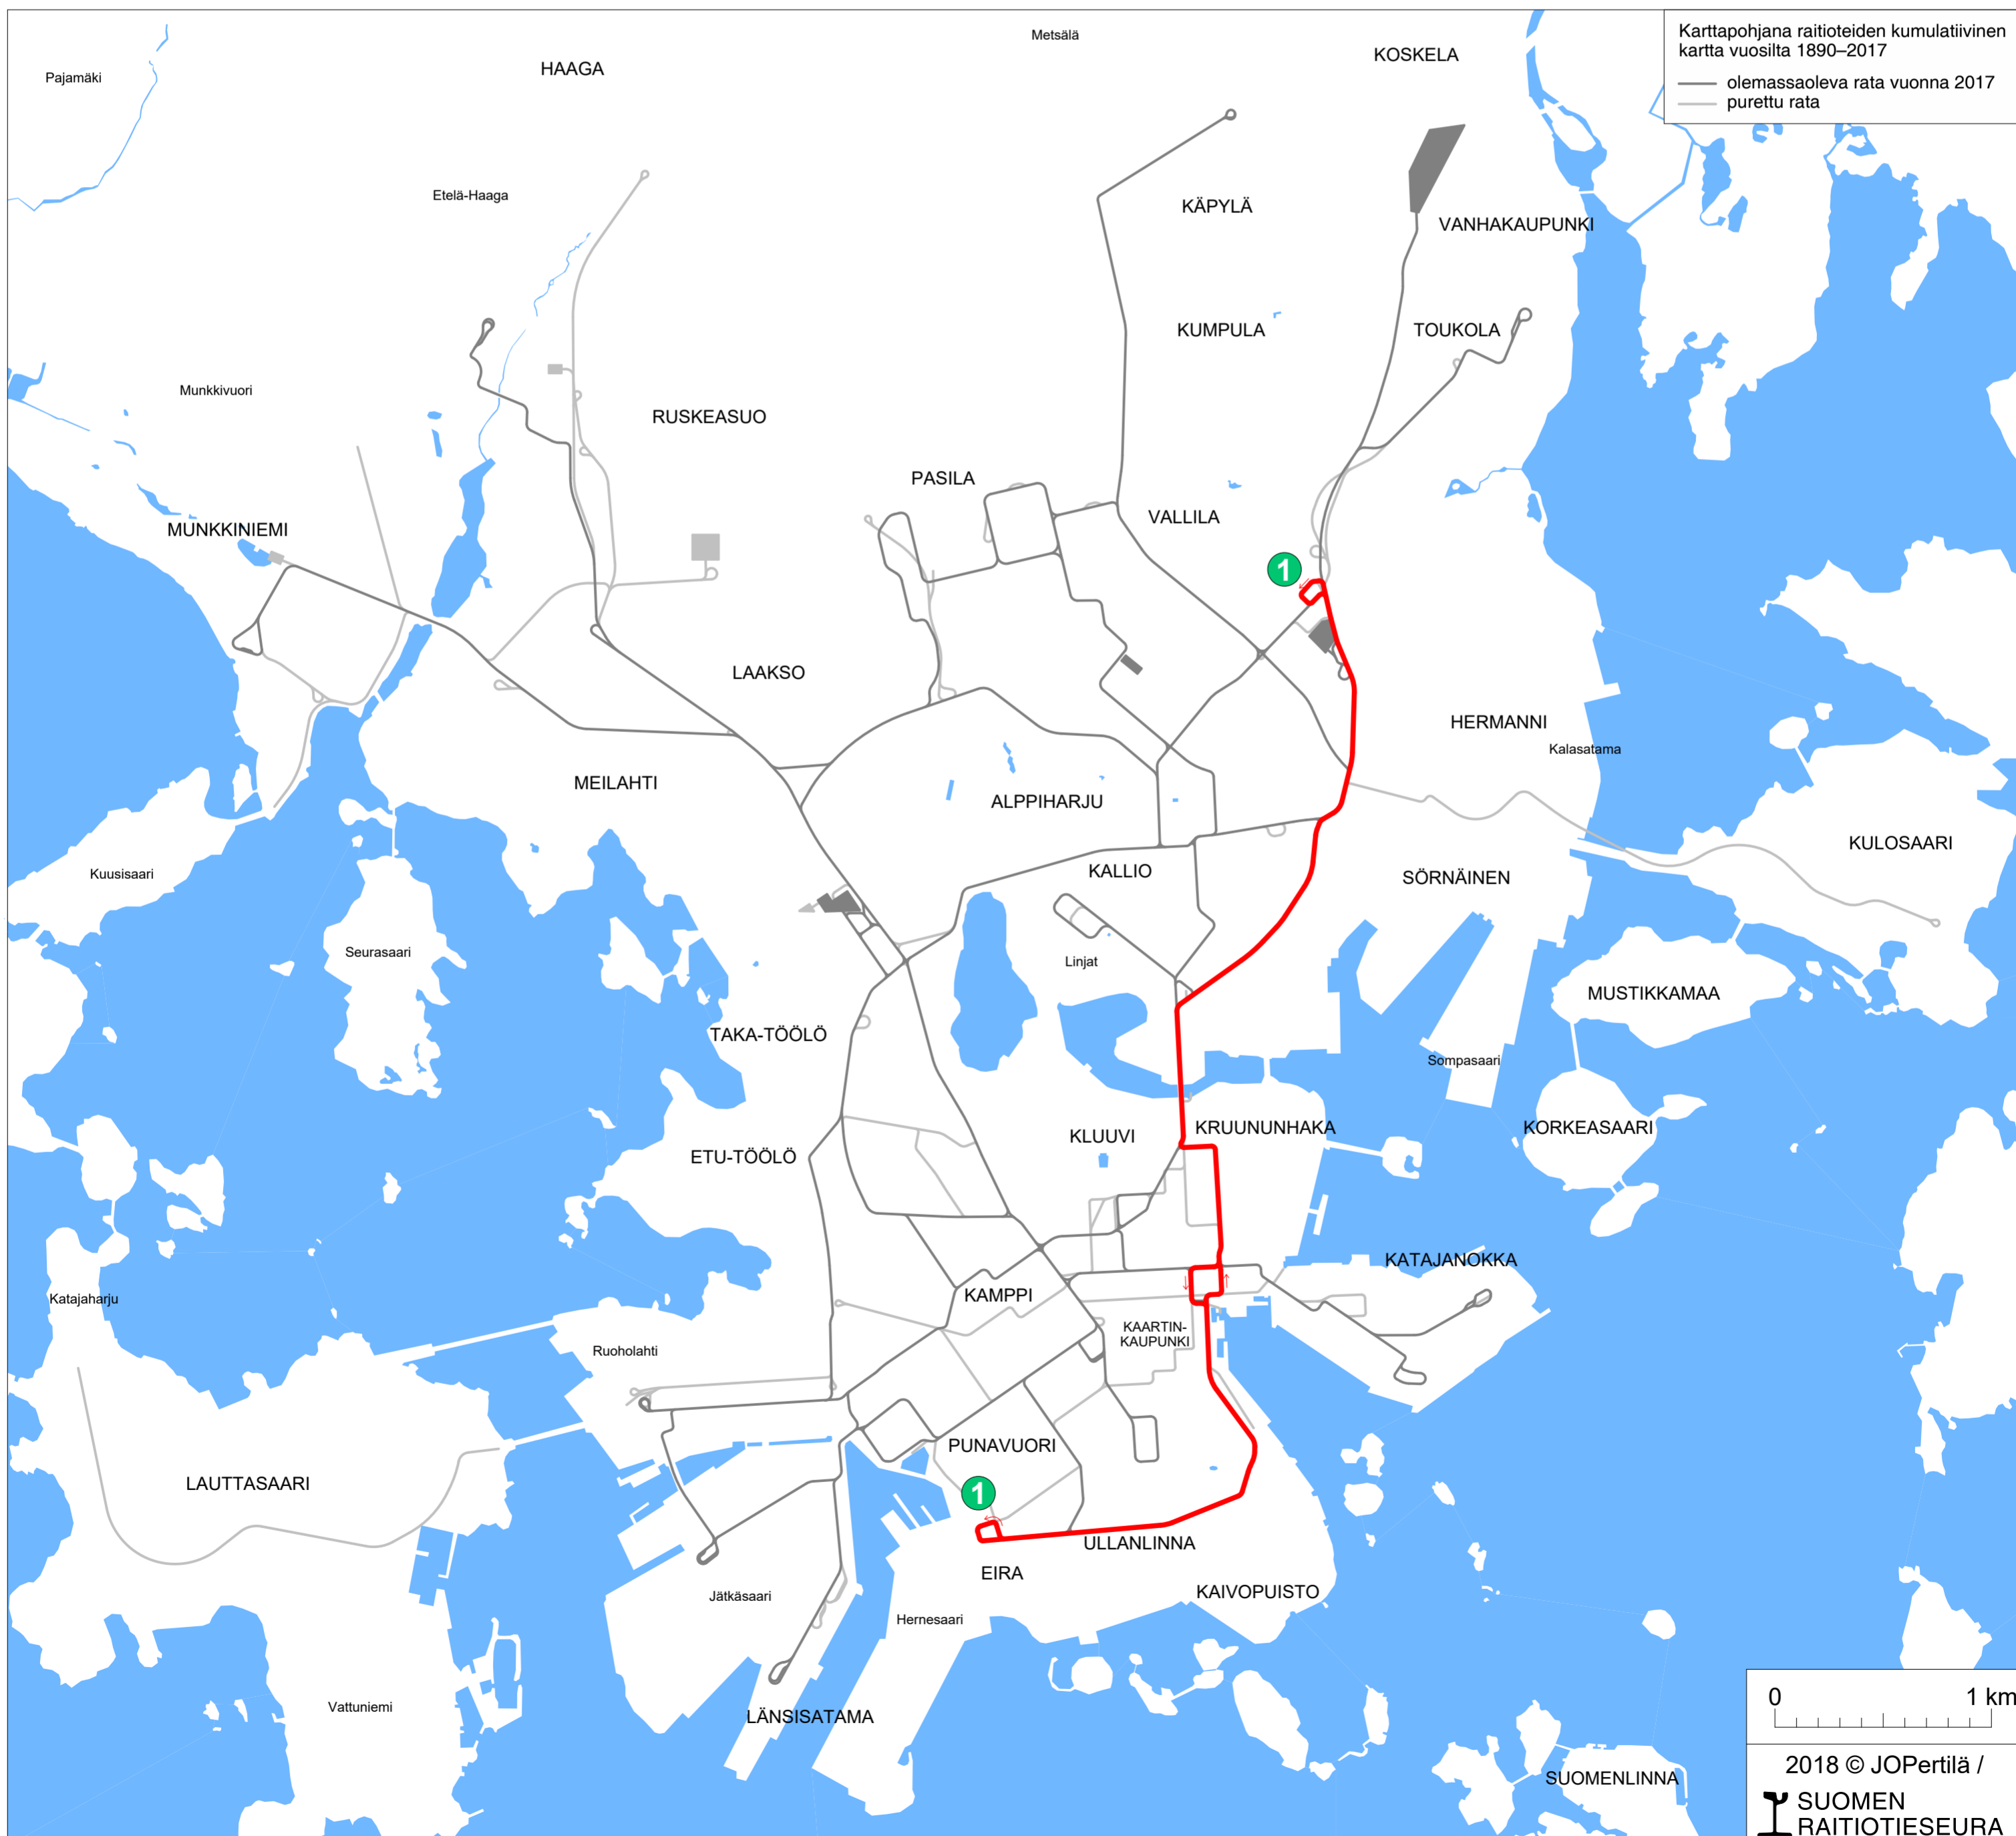 Metsälä
KOSKELA
Karttapohjana raitioteiden kumulatiivinen
kartta vuosilta 1890–2017
olemassaoleva rata vuonna 2017
purettu rata
HAAGA
Pajamäki
Etelä-Haaga
KÄPYLÄ
VANHAKAUPUNKI
KUMPULA
TOUKOLA
Munkkivuori
RUSKEASUO
PASILA
VALLILA
MUNKKINIEMI
1
LAAKSO
HERMANNI
Kalasatama
MEILAHTI
ALPPIHARJU
KULOSAARI
Kuusisaari
KALLIO
SÖRNÄINEN
Seurasaari
Linjat
MUSTIKKAMAA
TAKA-TÖÖLÖ
Sompasaari
KLUUVI
KRUUNUNHAKA
KORKEASAARI
ETU-TÖÖLÖ
KATAJANOKKA
Katajaharju
KAMPPI
KAARTIN-
KAUPUNKI
Ruoholahti
PUNAVUORI
LAUTTASAARI
1
ULLANLINNA
EIRA
KAIVOPUISTO
Jätkäsaari
Hernesaari
Vattuniemi
LÄNSISATAMA
0 1 km
SUOMENLINNA
2018 © JOPertilä /
SUOMEN
RAITIOTIESEURA